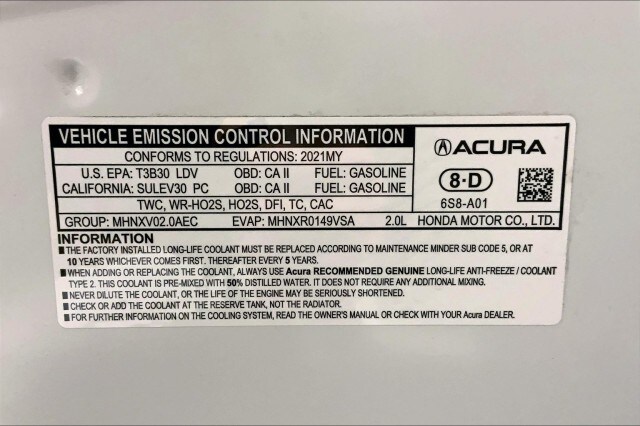 VEHICLE EMISSION CONTROL INFORMATION
CONFORMS TO REGULATIONS: 2021MY
U.S. EPA: T3B30 LDV OBD: CA II FUEL: GASOLINE
CALIFORNIA: SULEV30 PC OBD: CA II FUEL: GASOLINE
TWC, WR-HO2S, HO2S, DFI, TC, CAC
GROUP: MHNXV02.0AEC EVAP: MHNXR0149VSA 2.0L
ACURA
8·D
6S8-A01
HONDA MOTOR CO., LTD.
INFORMATION
■ THE FACTORY INSTALLED LONG-LIFE COOLANT MUST BE REPLACED ACCORDING TO MAINTENANCE MINDER SUB CODE 5, OR AT
10 YEARS WHICHEVER COMES FIRST. THEREAFTER EVERY 5 YEARS.
■ WHEN ADDING OR REPLACING THE COOLANT, ALWAYS USE Acura RECOMMENDED GENUINE LONG-LIFE ANTI-FREEZE / COOLANT
TYPE 2. THIS COOLANT IS PRE-MIXED WITH 50% DISTILLED WATER. IT DOES NOT REQUIRE ANY ADDITIONAL MIXING.
■ NEVER DILUTE THE COOLANT, OR THE LIFE OF THE ENGINE MAY BE SERIOUSLY SHORTENED.
■ CHECK OR ADD THE COOLANT AT THE RESERVE TANK, NOT THE RADIATOR.
■ FOR FURTHER INFORMATION ON THE COOLING SYSTEM, READ THE OWNER'S MANUAL OR CHECK WITH YOUR Acura DEALER.